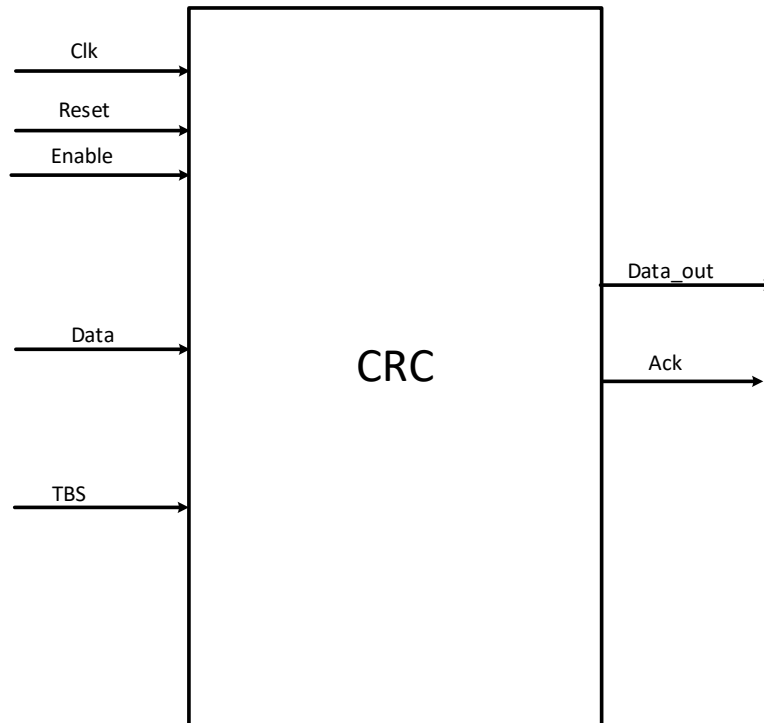 Clk
Reset
Enable
Data_out
Data
CRC
Ack
TBS